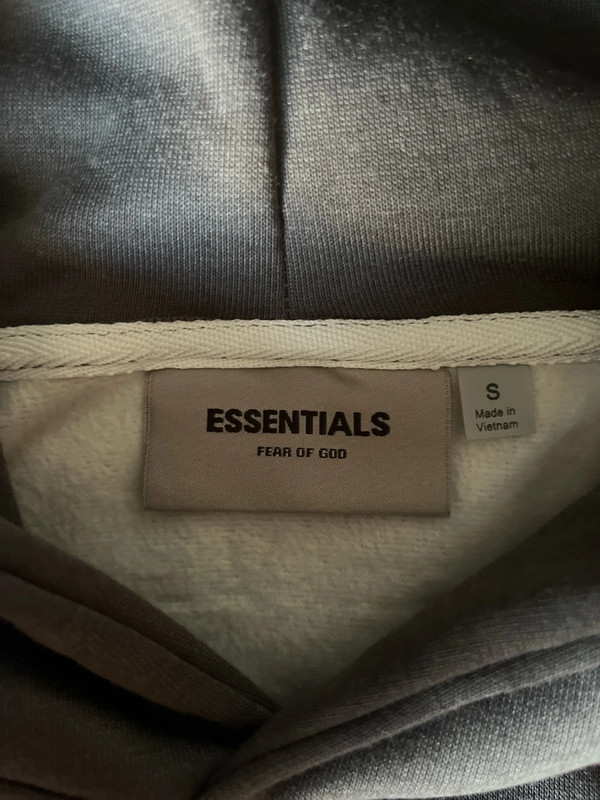 ESSENTIALS
FEAR OF GOD
S
Made in
Vietnam